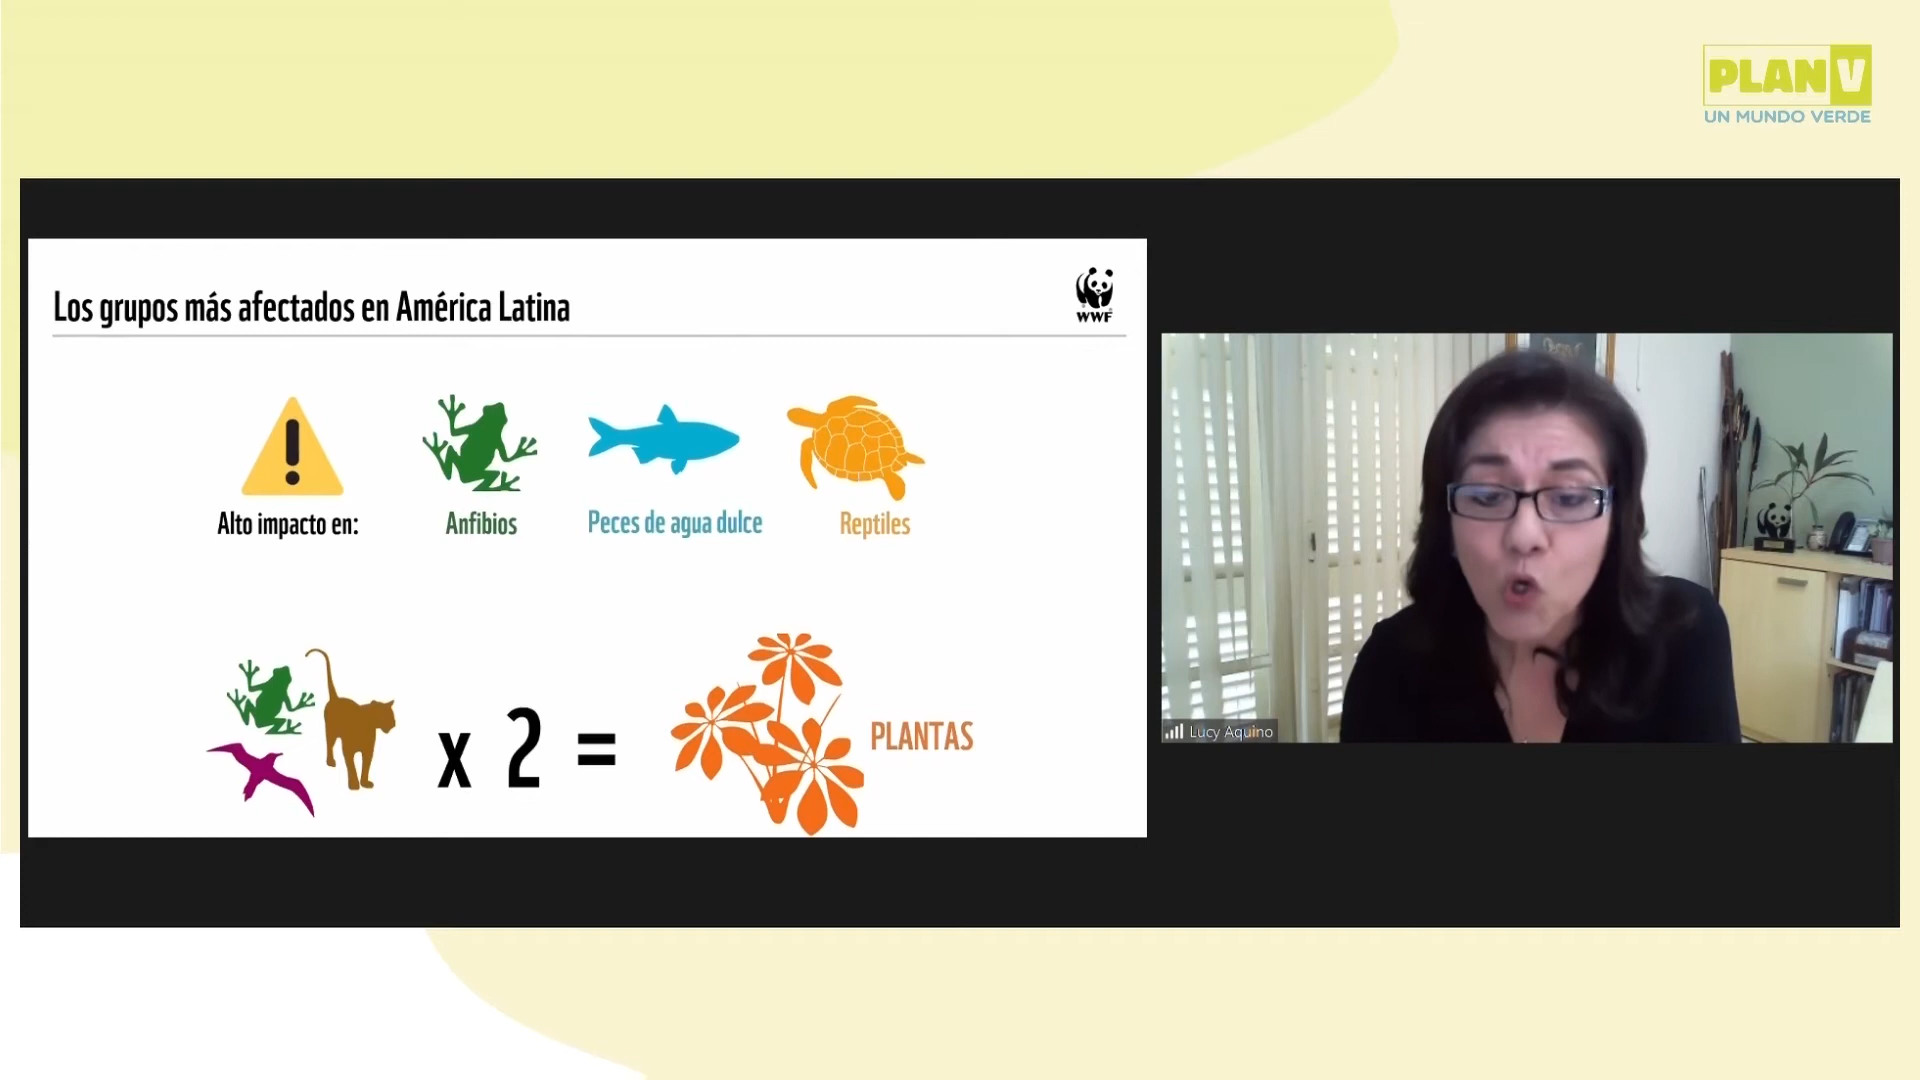 PLAN V
UN MUNDO VERDE
Los grupos más afectados en América Latina
WWF
Alto impacto en:
Anfibios
Peces de agua dulce
Reptiles
x 2 =
PLANTAS
Lucy Aquino